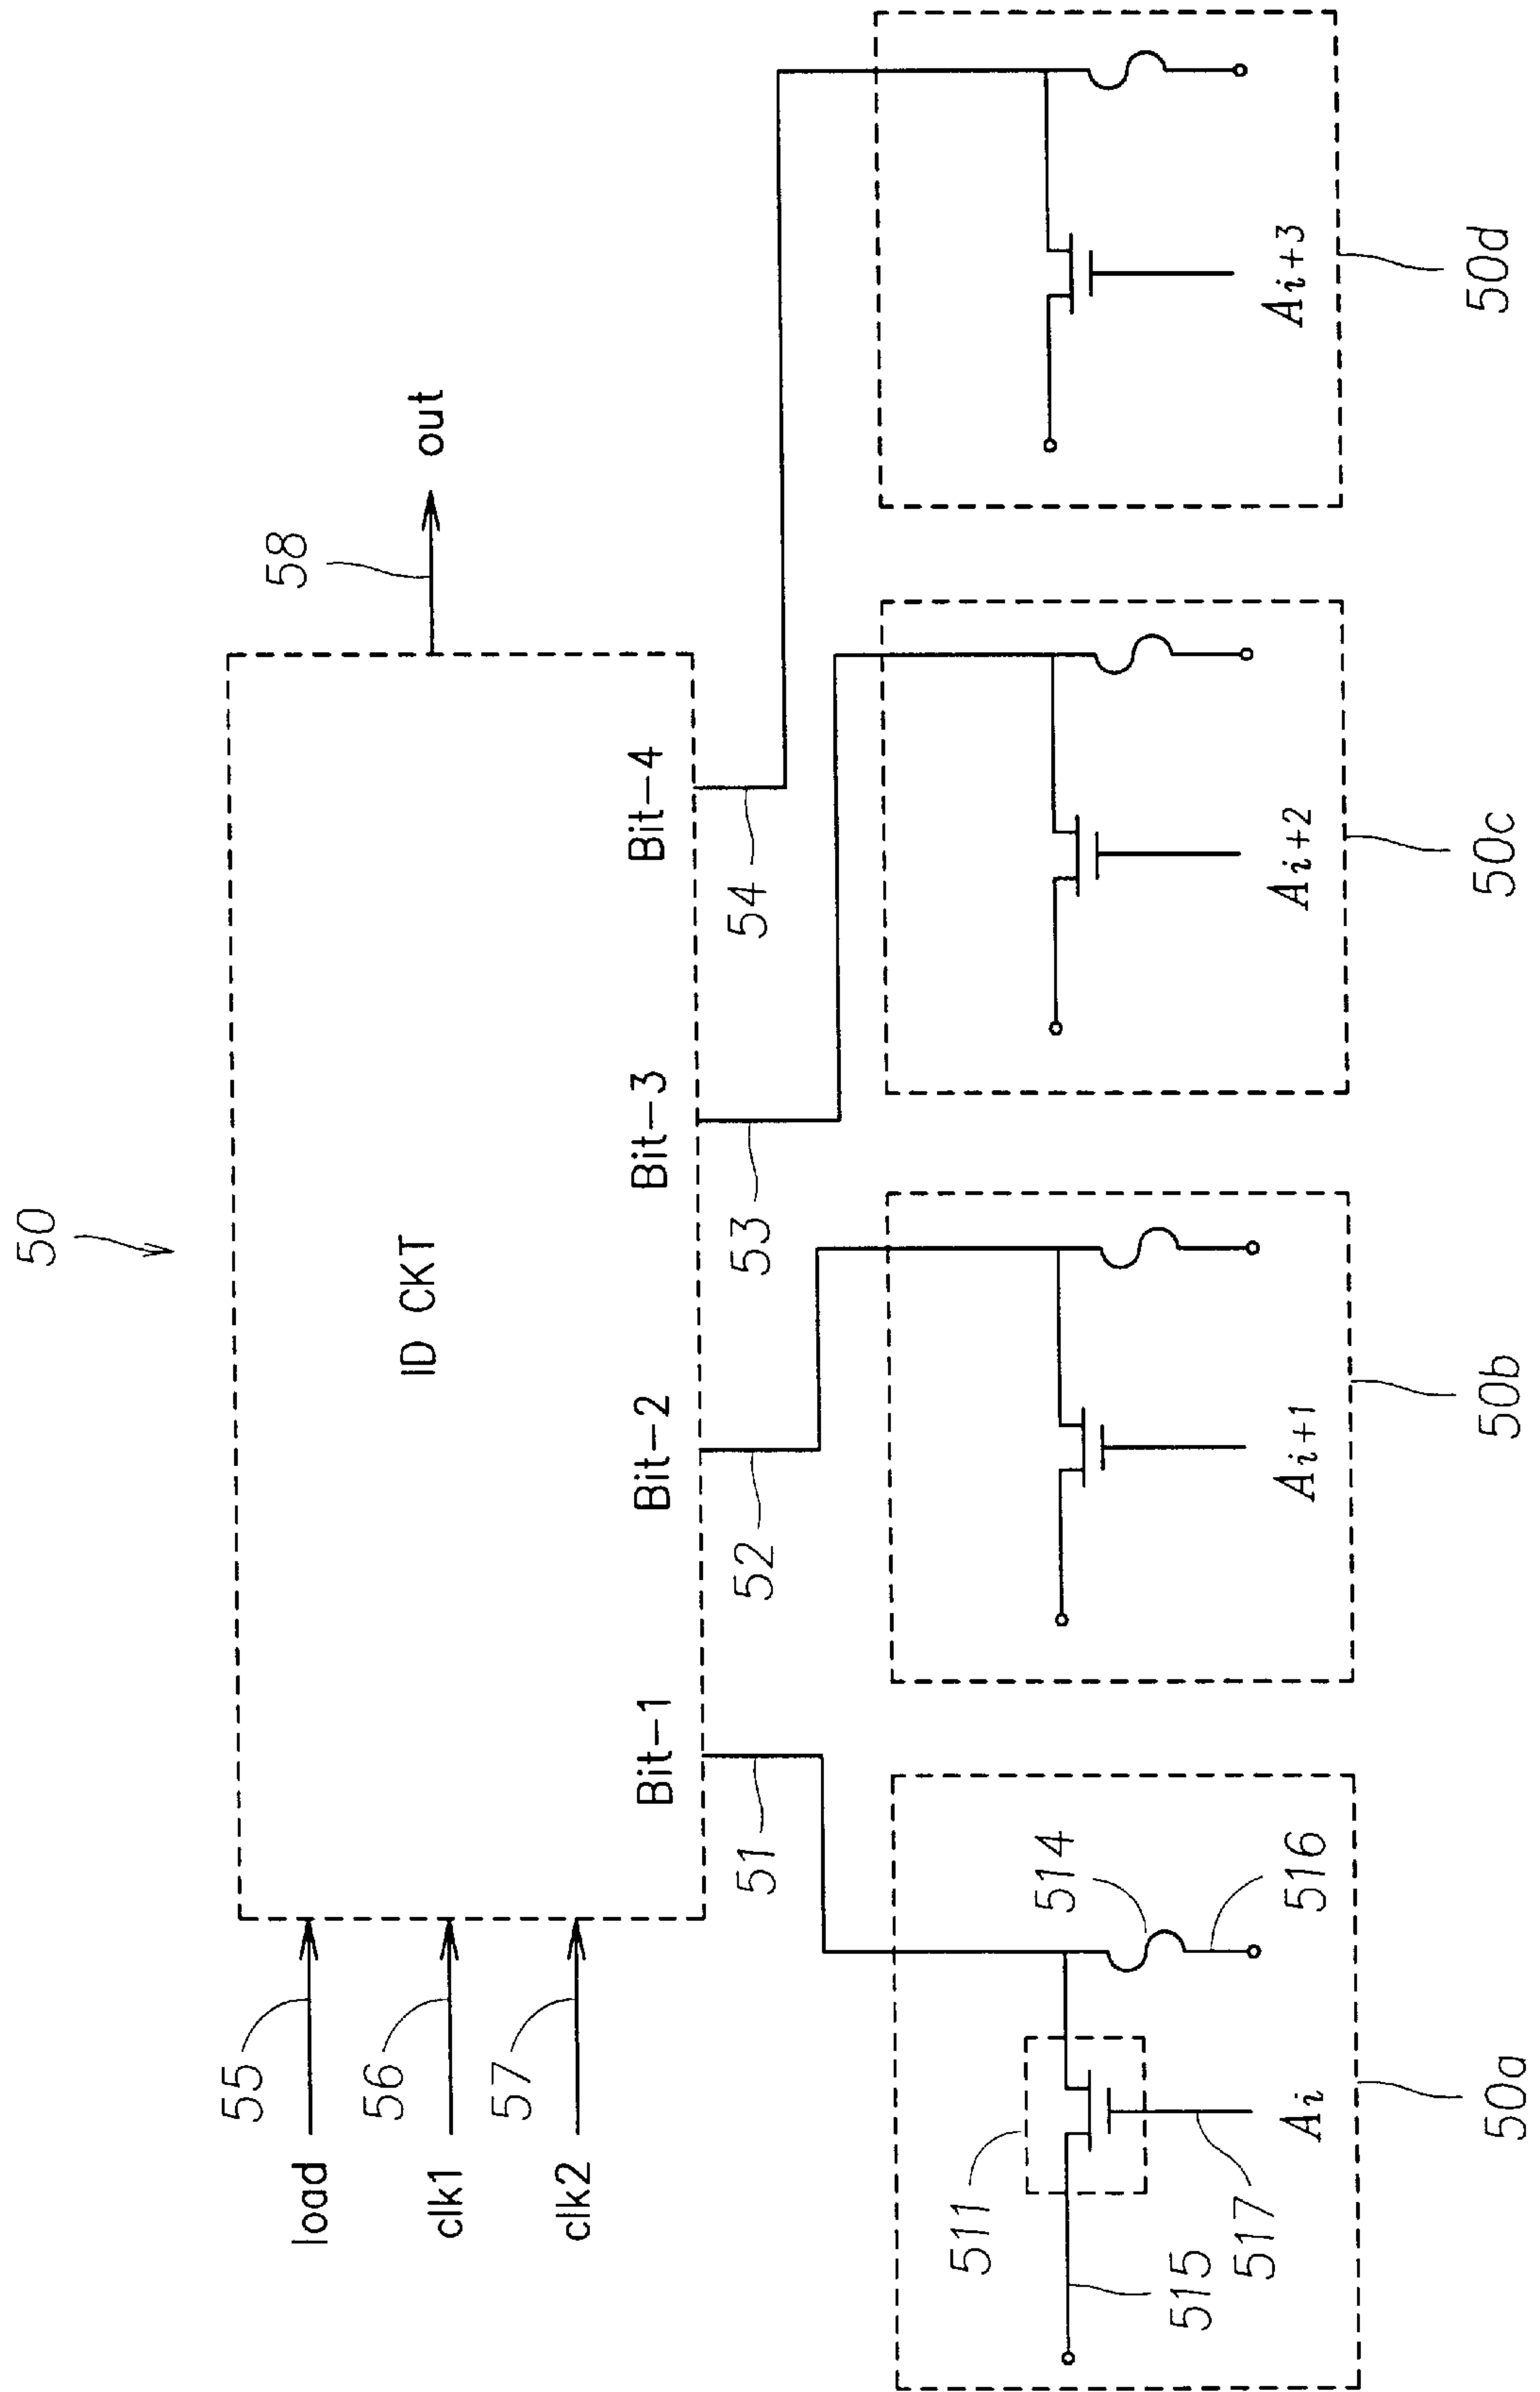 50
58
out
55
load
56
clk1
57
clk2
ID CKT
Bit-1
Bit-2
Bit-3
Bit-4
51
52
53
54
511
514
515
516
517
Ai
Ai+1
Ai+2
Ai+3
50a
50b
50c
50d